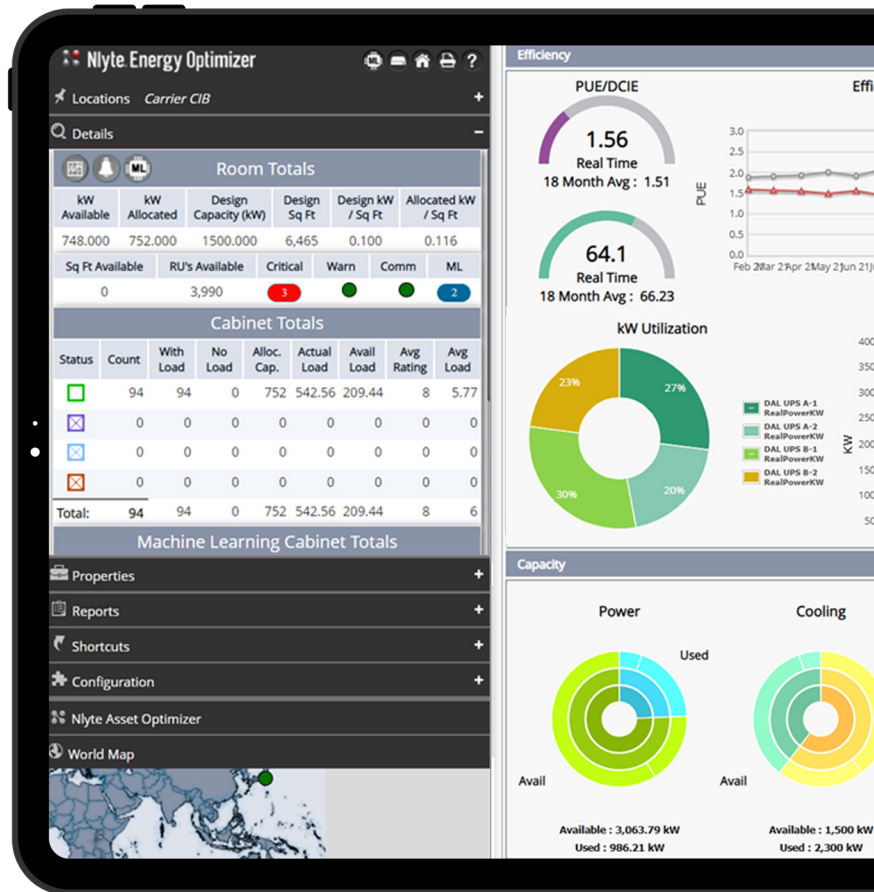 Nlyte Energy Optimizer
ML
?
Locations Carrier CIB +
Details −
ML
Room Totals
kW Available kW Allocated Design Capacity (kW) Design Sq Ft Design kW / Sq Ft Allocated kW / Sq Ft
748.000 752.000 1500.000 6,465 0.100 0.116
Sq Ft Available RU's Available Critical Warn Comm ML
0 3,990 3 2
Cabinet Totals
Status Count With Load No Load Alloc. Cap. Actual Load Avail Load Avg Rating Avg Load
94 94 0 752 542.56 209.44 8 5.77
0 0 0 0 0 0 0 0
0 0 0 0 0 0 0 0
0 0 0 0 0 0 0 0
Total: 94 94 0 752 542.56 209.44 8 6
Machine Learning Cabinet Totals
Properties +
Reports +
Shortcuts +
Configuration +
Nlyte Asset Optimizer
World Map
Efficiency
PUE/DCIE
1.56
Real Time
18 Month Avg : 1.51
64.1
Real Time
18 Month Avg : 66.23
Effi
PUE
3.0
2.5
2.0
1.5
1.0
0.5
0.0
Mar 21 Apr 21 May 21 Jun 21
kW Utilization
23%
27%
30%
20%
DAL UPS A-1
RealPowerKW
DAL UPS A-2
RealPowerKW
DAL UPS B-1
RealPowerKW
DAL UPS B-2
RealPowerKW
KW
400
350
300
250
200
150
100
50
Capacity
Power
Used
Avail
Available : 3,063.79 kW
Used : 986.21 kW
Cooling
Avail
Available : 1,500 kW
Used : 2,300 kW